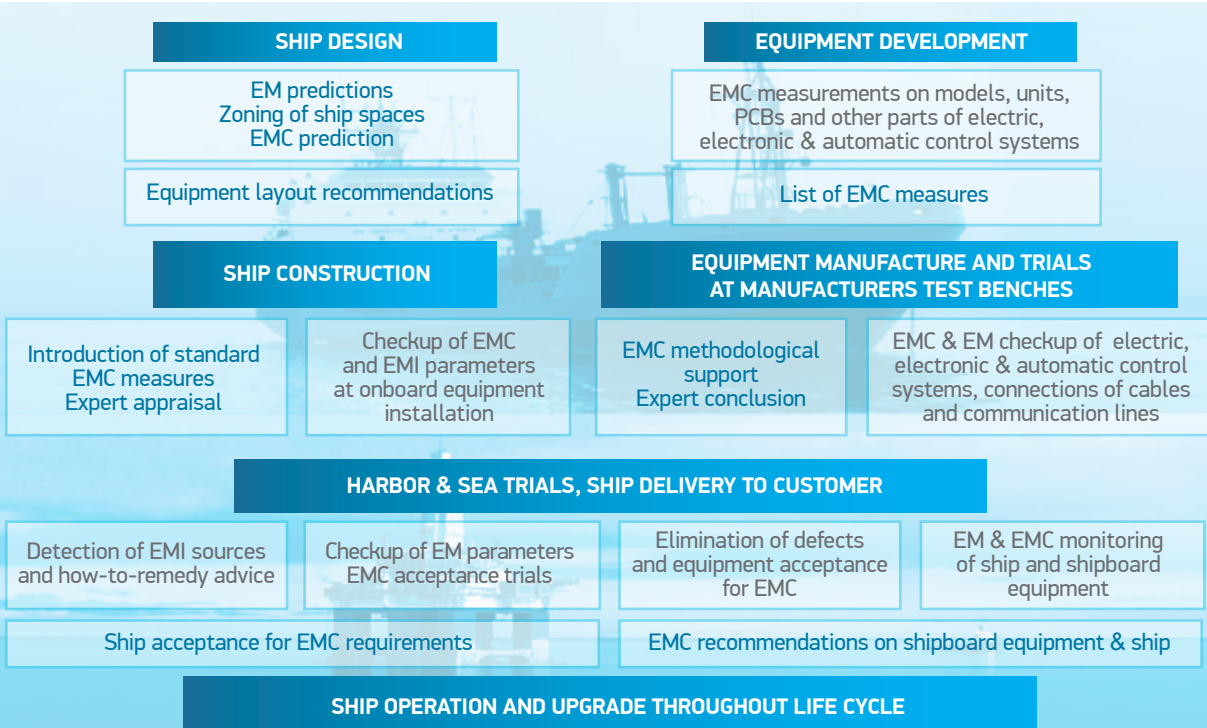 SHIP DESIGN
EM predictions
Zoning of ship spaces
EMC prediction
Equipment layout recommendations
EQUIPMENT DEVELOPMENT
EMC measurements on models, units,
PCBs and other parts of electric,
electronic & automatic control systems
List of EMC measures
SHIP CONSTRUCTION
Introduction of standard
EMC measures
Expert appraisal
Checkup of EMC
and EMI parameters
at onboard equipment
installation
EQUIPMENT MANUFACTURE AND TRIALS
AT MANUFACTURERS TEST BENCHES
EMC methodological
support
Expert conclusion
EMC & EM checkup of electric,
electronic & automatic control
systems, connections of cables
and communication lines
HARBOR & SEA TRIALS, SHIP DELIVERY TO CUSTOMER
Detection of EMI sources
and how-to-remedy advice
Checkup of EM parameters
EMC acceptance trials
Elimination of defects
and equipment acceptance
for EMC
EM & EMC monitoring
of ship and shipboard
equipment
Ship acceptance for EMC requirements
EMC recommendations on shipboard equipment & ship
SHIP OPERATION AND UPGRADE THROUGHOUT LIFE CYCLE